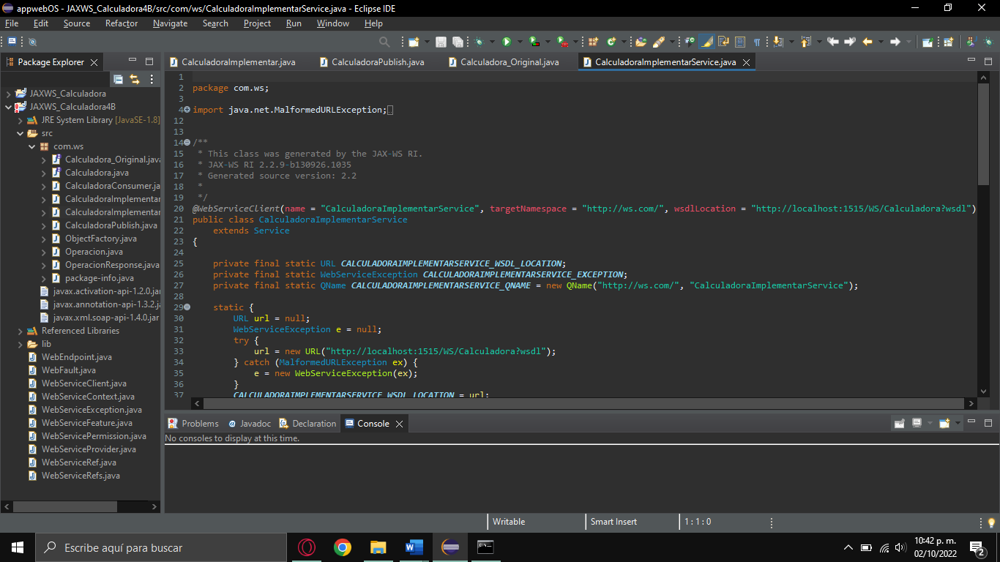 appwebOS - JAXWS_Calculadora4B/src/com/ws/CalculadoraImplementarService.java - Eclipse IDE
File Edit Source Refactor Navigate Search Project Run Window Help
Package Explorer
JAXWS_Calculadora
JAXWS_Calculadora4B
JRE System Library [JavaSE-1.8]
src
com.ws
Calculadora_Original.java
Calculadora.java
CalculadoraConsumer.ja
CalculadoraImplementar
CalculadoraImplementar
CalculadoraPublish.java
ObjectFactory.java
Operacion.java
OperacionResponse.java
package-info.java
javax.activation-api-1.2.0.jar
javax.annotation-api-1.3.2.j
javax.xml.soap-api-1.4.0.jar
Referenced Libraries
lib
WebEndpoint.java
WebFault.java
WebServiceClient.java
WebServiceContext.java
WebServiceException.java
WebServiceFeature.java
WebServicePermission.java
WebServiceProvider.java
WebServiceRef.java
WebServiceRefs.java
CalculadoraImplementar.java CalculadoraPublish.java Calculadora_Original.java CalculadoraImplementarService.java
1
2 package com.ws;
3
4 import java.net.MalformedURLException;
12
13
14 /**
15 * This class was generated by the JAX-WS RI.
16 * JAX-WS RI 2.2.9-b130926.1035
17 * Generated source version: 2.2
18 *
19 */
20 @WebServiceClient(name = "CalculadoraImplementarService", targetNamespace = "http://ws.com/", wsdlLocation = "http://localhost:1515/WS/Calculadora?wsdl")
21 public class CalculadoraImplementarService
22 extends Service
23 {
24
25 private final static URL CALCULADORAIMPLEMENTARSERVICE_WSDL_LOCATION;
26 private final static WebServiceException CALCULADORAIMPLEMENTARSERVICE_EXCEPTION;
27 private final static QName CALCULADORAIMPLEMENTARSERVICE_QNAME = new QName("http://ws.com/", "CalculadoraImplementarService");
28
29 static {
30 URL url = null;
31 WebServiceException e = null;
32 try {
33 url = new URL("http://localhost:1515/WS/Calculadora?wsdl");
34 } catch (MalformedURLException ex) {
35 e = new WebServiceException(ex);
36 }
37 CALCULADORAIMPLEMENTARSERVICE_WSDL_LOCATION = url;
Problems Javadoc Declaration Console
No consoles to display at this time.
Writable Smart Insert 1 : 1 : 0
Escribe aquí para buscar
10:42 p. m.
02/10/2022
2